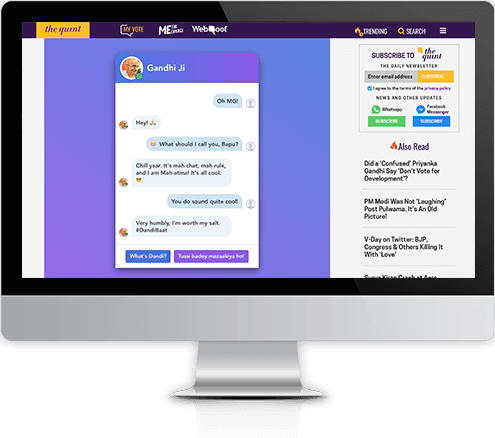 the quint
MY VOTE
ME THE CHANGE
WebQoof
TRENDING
SEARCH
Gandhi Ji
Oh MG!
Hey! 🙏
😬 What should I call you, Bapu?
Chill yaar. It's mah chat, mah rule,
and I am Mah-atma! It's all cool.
😎
You do sound quite cool!
Very humbly, I'm worth my salt.
#DandiBaat
What's Dandi?
Tussi badey mazaakiya ho!
SUBSCRIBE TO the quint
THE DAILY NEWSLETTER
Enter email address
SUBSCRIBE
I agree to the terms of the privacy policy
NEWS AND OTHER UPDATES
Whatsapp
Facebook
Messenger
SUBSCRIBE
SUBSCRIBE
Also Read
Did a 'Confused' Priyanka
Gandhi Say 'Don't Vote for
Development'?
PM Modi Was Not 'Laughing'
Post Pulwama. It's An Old
Picture!
V-Day on Twitter: BJP,
Congress & Others Killing It
With 'Love'
Surya Kiran Crash at Aero